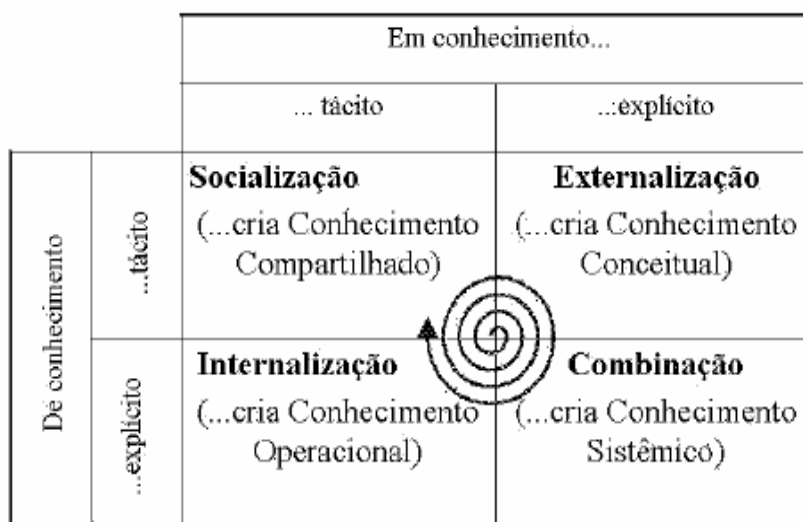 Em conhecimento...
... tácito
...explícito
De conhecimento
...tácito
Socialização
(...cria Conhecimento
Compartilhado)
Externalização
(...cria Conhecimento
Conceitual)
...explícito
Internalização
(...cria Conhecimento
Operacional)
Combinação
(...cria Conhecimento
Sistêmico)